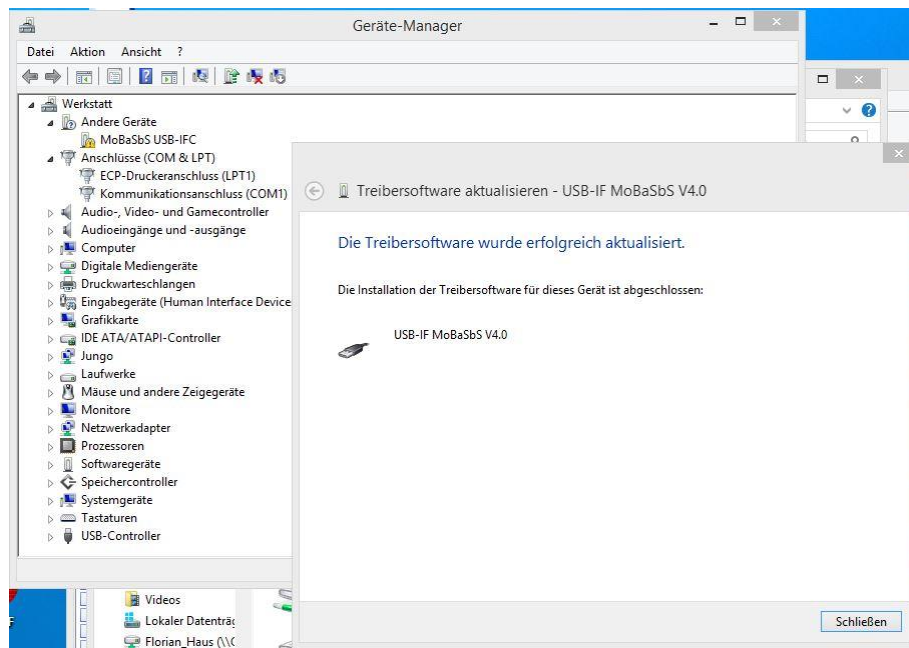 Geräte-Manager
Datei Aktion Ansicht ?
Werkstatt
Andere Geräte
MoBaSbS USB-IFC
Anschlüsse (COM & LPT)
ECP-Druckeranschluss (LPT1)
Kommunikationsanschluss (COM1)
Audio-, Video- und Gamecontroller
Audioeingänge und -ausgänge
Computer
Digitale Mediengeräte
Druckwarteschlangen
Eingabegeräte (Human Interface Device
Grafikkarte
IDE ATA/ATAPI-Controller
Jungo
Laufwerke
Mäuse und andere Zeigegeräte
Monitore
Netzwerkadapter
Prozessoren
Softwaregeräte
Speichercontroller
Systemgeräte
Tastaturen
USB-Controller
Treibersoftware aktualisieren - USB-IF MoBaSbS V4.0
Die Treibersoftware wurde erfolgreich aktualisiert.
Die Installation der Treibersoftware für dieses Gerät ist abgeschlossen:
USB-IF MoBaSbS V4.0
Schließen
Videos
Lokaler Datenträg
Florian_Haus (\\